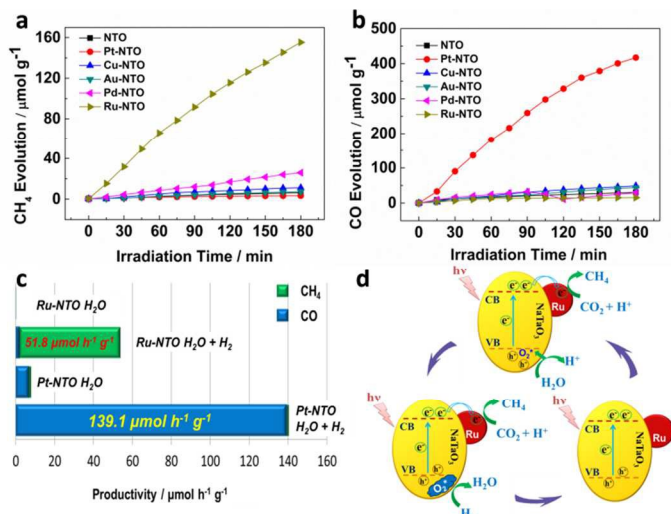 a
CH₄ Evolution / μmol g⁻¹
160
120
80
40
0
NTO
Pt-NTO
Cu-NTO
Au-NTO
Pd-NTO
Ru-NTO
0 30 60 90 120 150 180
Irradiation Time / min
b
CO Evolution / μmol g⁻¹
500
400
300
200
100
0
NTO
Pt-NTO
Cu-NTO
Au-NTO
Pd-NTO
Ru-NTO
0 30 60 90 120 150 180
Irradiation Time / min
c
CH₄
CO
Ru-NTO H₂O
51.8 μmol h⁻¹ g⁻¹
Ru-NTO H₂O + H₂
Pt-NTO H₂O
139.1 μmol h⁻¹ g⁻¹
Pt-NTO
H₂O + H₂
0 20 40 60 80 100 120 140 160
Productivity / μmol h⁻¹ g⁻¹
d
hν
CB
e⁻ e⁻
e⁻
NaTaO₃
Ru
CH₄
CO₂ + H⁺
VB
h⁺ h⁺
H⁺
H₂O
hν
CB
e⁻ e⁻
e⁻
NaTaO₃
Ru
CH₄
CO₂ + H⁺
VB
h⁺ h⁺
H₂O
H
hν
CB
e⁻
NaTaO₃
Ru
VB
h⁺ h⁺